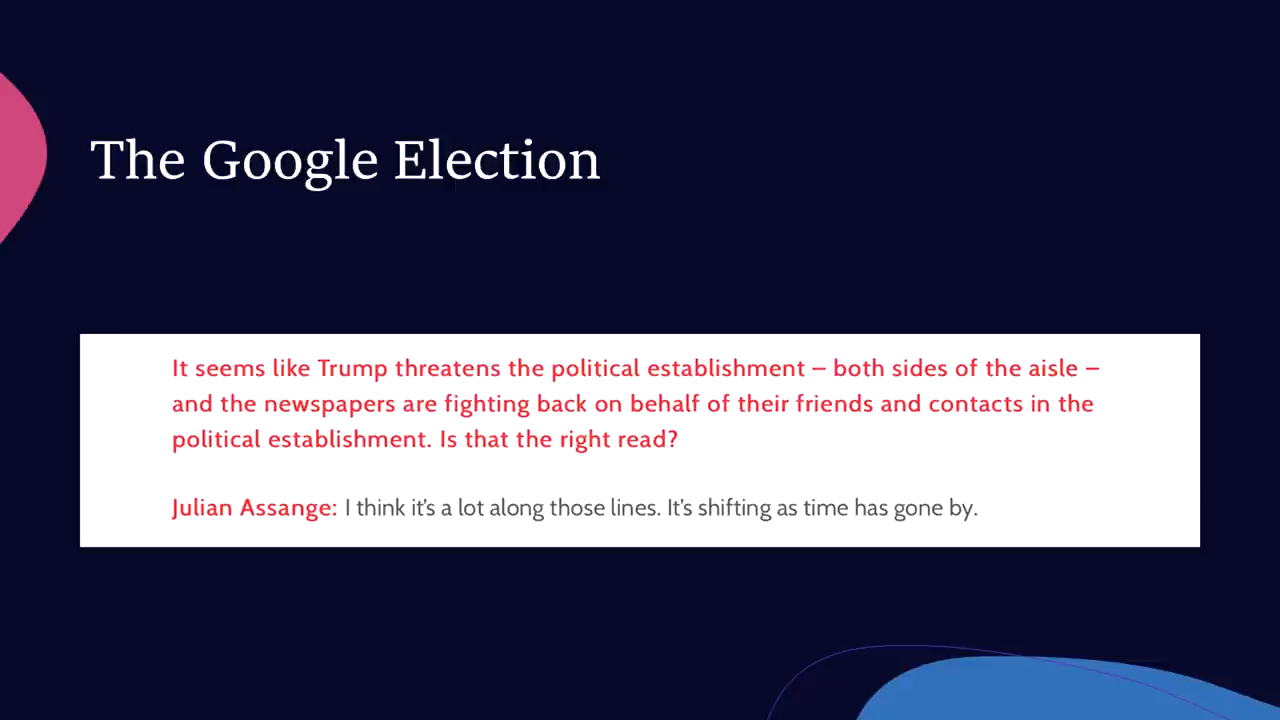 The Google Election
It seems like Trump threatens the political establishment – both sides of the aisle –
and the newspapers are fighting back on behalf of their friends and contacts in the
political establishment. Is that the right read?
Julian Assange: I think it's a lot along those lines. It's shifting as time has gone by.